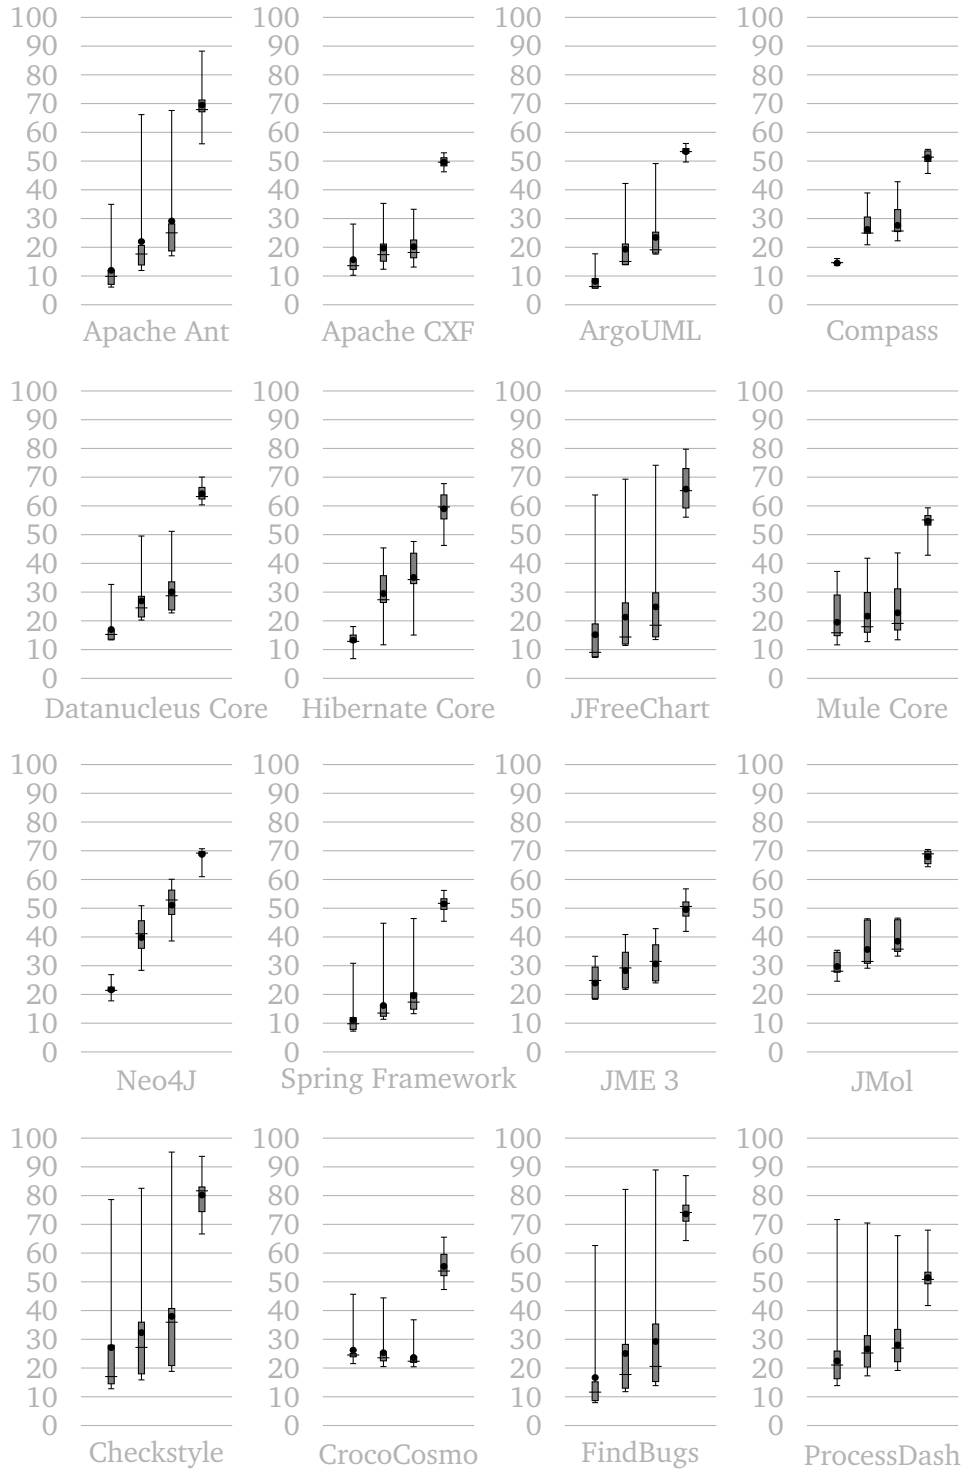 100 100 100 100
90 90 90 90
80 80 80 80
70 70 70 70
60 60 60 60
50 50 50 50
40 40 40 40
30 30 30 30
20 20 20 20
10 10 10 10
0 0 0 0
Apache Ant Apache CXF ArgoUML Compass
100 100 100 100
90 90 90 90
80 80 80 80
70 70 70 70
60 60 60 60
50 50 50 50
40 40 40 40
30 30 30 30
20 20 20 20
10 10 10 10
0 0 0 0
Datanucleus Core Hibernate Core JFreeChart Mule Core
100 100 100 100
90 90 90 90
80 80 80 80
70 70 70 70
60 60 60 60
50 50 50 50
40 40 40 40
30 30 30 30
20 20 20 20
10 10 10 10
0 0 0 0
Neo4J Spring Framework JME 3 JMol
100 100 100 100
90 90 90 90
80 80 80 80
70 70 70 70
60 60 60 60
50 50 50 50
40 40 40 40
30 30 30 30
20 20 20 20
10 10 10 10
0 0 0 0
Checkstyle CrocoCosmo FindBugs ProcessDash